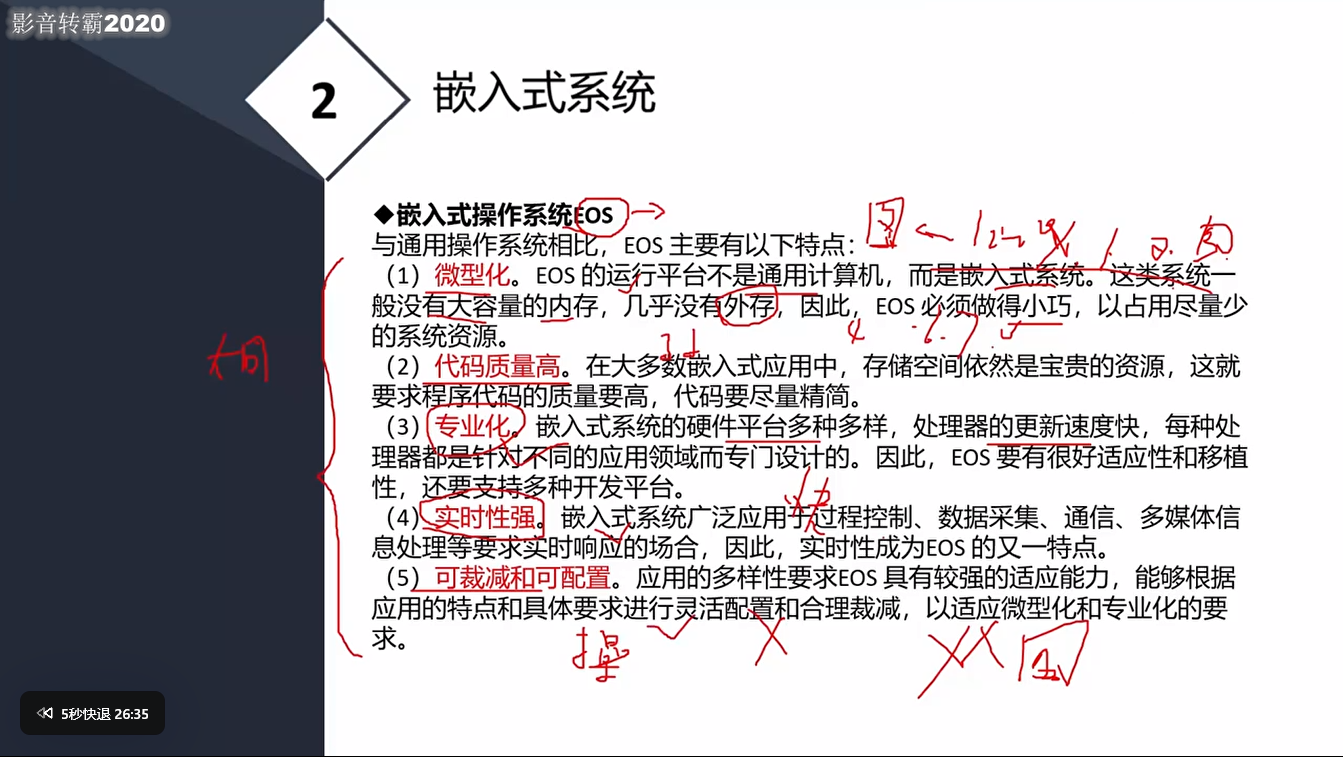 影音转霸2020
2
嵌入式系统
◆嵌入式操作系统EOS
与通用操作系统相比，EOS 主要有以下特点：
（1）微型化。EOS 的运行平台不是通用计算机，而是嵌入式系统。这类系统一
般没有大容量的内存，几乎没有外存，因此，EOS 必须做得小巧，以占用尽量少
的系统资源。
（2）代码质量高。在大多数嵌入式应用中，存储空间依然是宝贵的资源，这就
要求程序代码的质量要高，代码要尽量精简。
（3）专业化。嵌入式系统的硬件平台多种多样，处理器的更新速度快，每种处
理器都是针对不同的应用领域而专门设计的。因此，EOS 要有很好适应性和移植
性，还要支持多种开发平台。
（4）实时性强。嵌入式系统广泛应用于过程控制、数据采集、通信、多媒体信
息处理等要求实时响应的场合，因此，实时性成为EOS 的又一特点。
（5）可裁减和可配置。应用的多样性要求EOS 具有较强的适应能力，能够根据
应用的特点和具体要求进行灵活配置和合理裁减，以适应微型化和专业化的要
求。
5秒快退 26:35